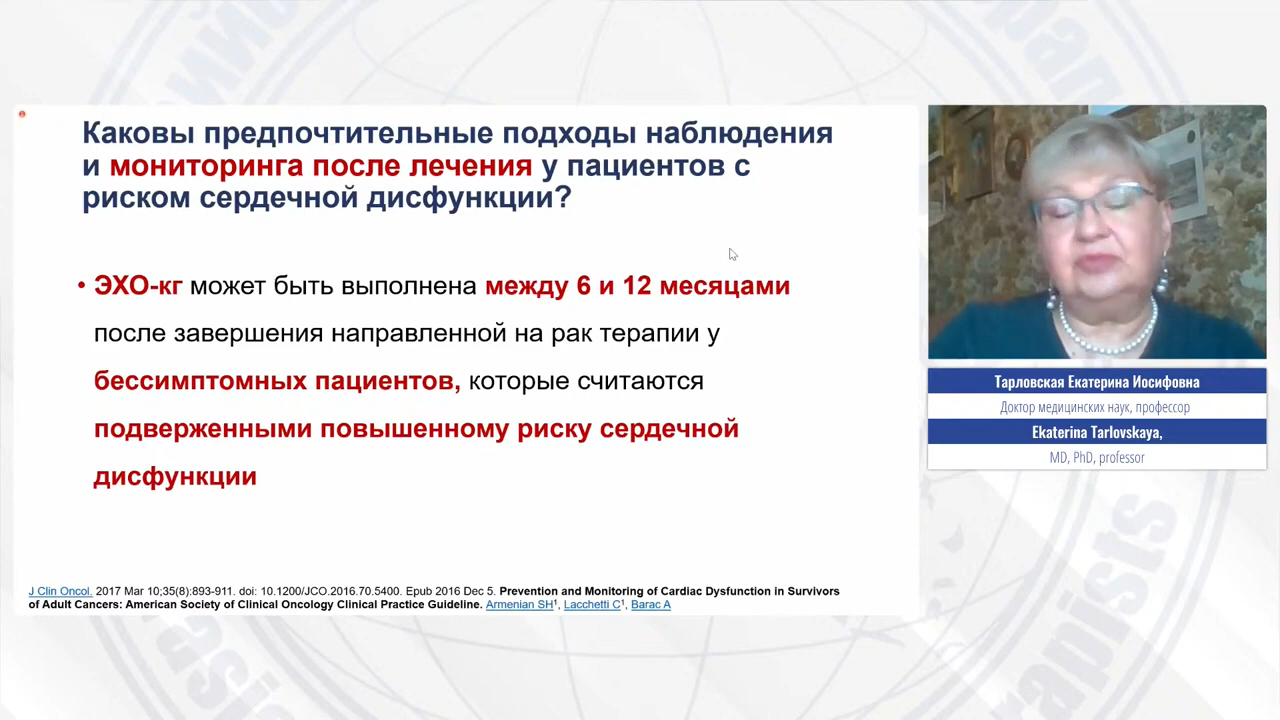 Каковы предпочтительные подходы наблюдения
и мониторинга после лечения у пациентов с
риском сердечной дисфункции?
• ЭХО-кг может быть выполнена между 6 и 12 месяцами
после завершения направленной на рак терапии у
бессимптомных пациентов, которые считаются
подверженными повышенному риску сердечной
дисфункции
J Clin Oncol. 2017 Mar 10;35(8):893-911. doi: 10.1200/JCO.2016.70.5400. Epub 2016 Dec 5. Prevention and Monitoring of Cardiac Dysfunction in Survivors
of Adult Cancers: American Society of Clinical Oncology Clinical Practice Guideline. Armenian SH1, Lacchetti C1, Barac A
Тарловская Екатерина Иосифовна
Доктор медицинских наук, профессор
Ekaterina Tarlovskaya,
MD, PhD, professor